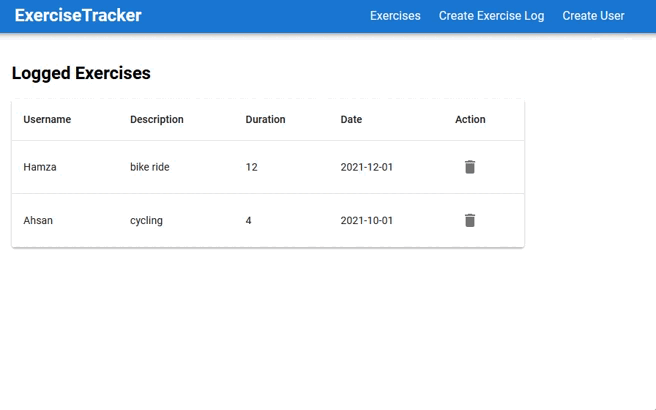 ExerciseTracker Exercises Create Exercise Log Create User
Logged Exercises
Username Description Duration Date Action
Hamza bike ride 12 2021-12-01
Ahsan cycling 4 2021-10-01